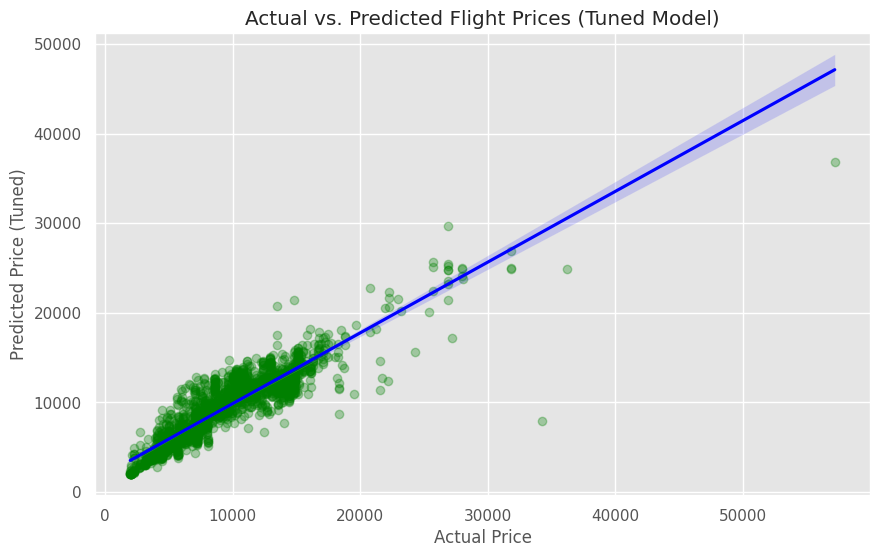 Actual vs. Predicted Flight Prices (Tuned Model)
50000
40000
30000
20000
10000
0
Predicted Price (Tuned)
0 10000 20000 30000 40000 50000
Actual Price